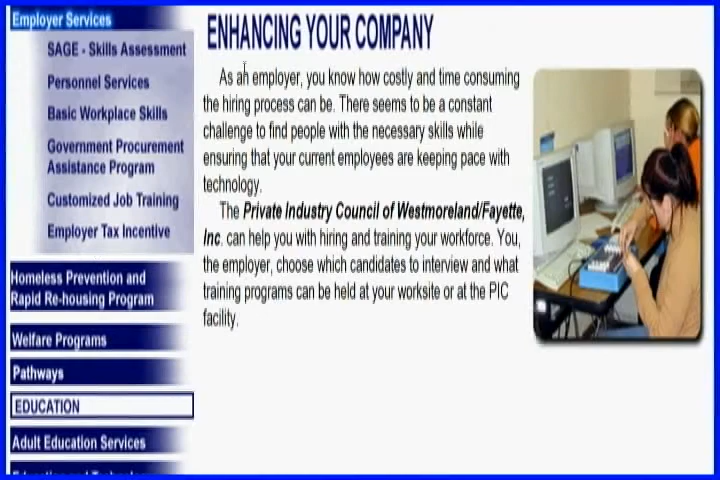 Employer Services
SAGE - Skills Assessment
Personnel Services
Basic Workplace Skills
Government Procurement
Assistance Program
Customized Job Training
Employer Tax Incentive
Homeless Prevention and
Rapid Re-housing Program
Welfare Programs
Pathways
EDUCATION
Adult Education Services
ENHANCING YOUR COMPANY
As an employer, you know how costly and time consuming
the hiring process can be. There seems to be a constant
challenge to find people with the necessary skills while
ensuring that your current employees are keeping pace with
technology.
The Private Industry Council of Westmoreland/Fayette,
Inc. can help you with hiring and training your workforce. You,
the employer, choose which candidates to interview and what
training programs can be held at your worksite or at the PIC
facility.